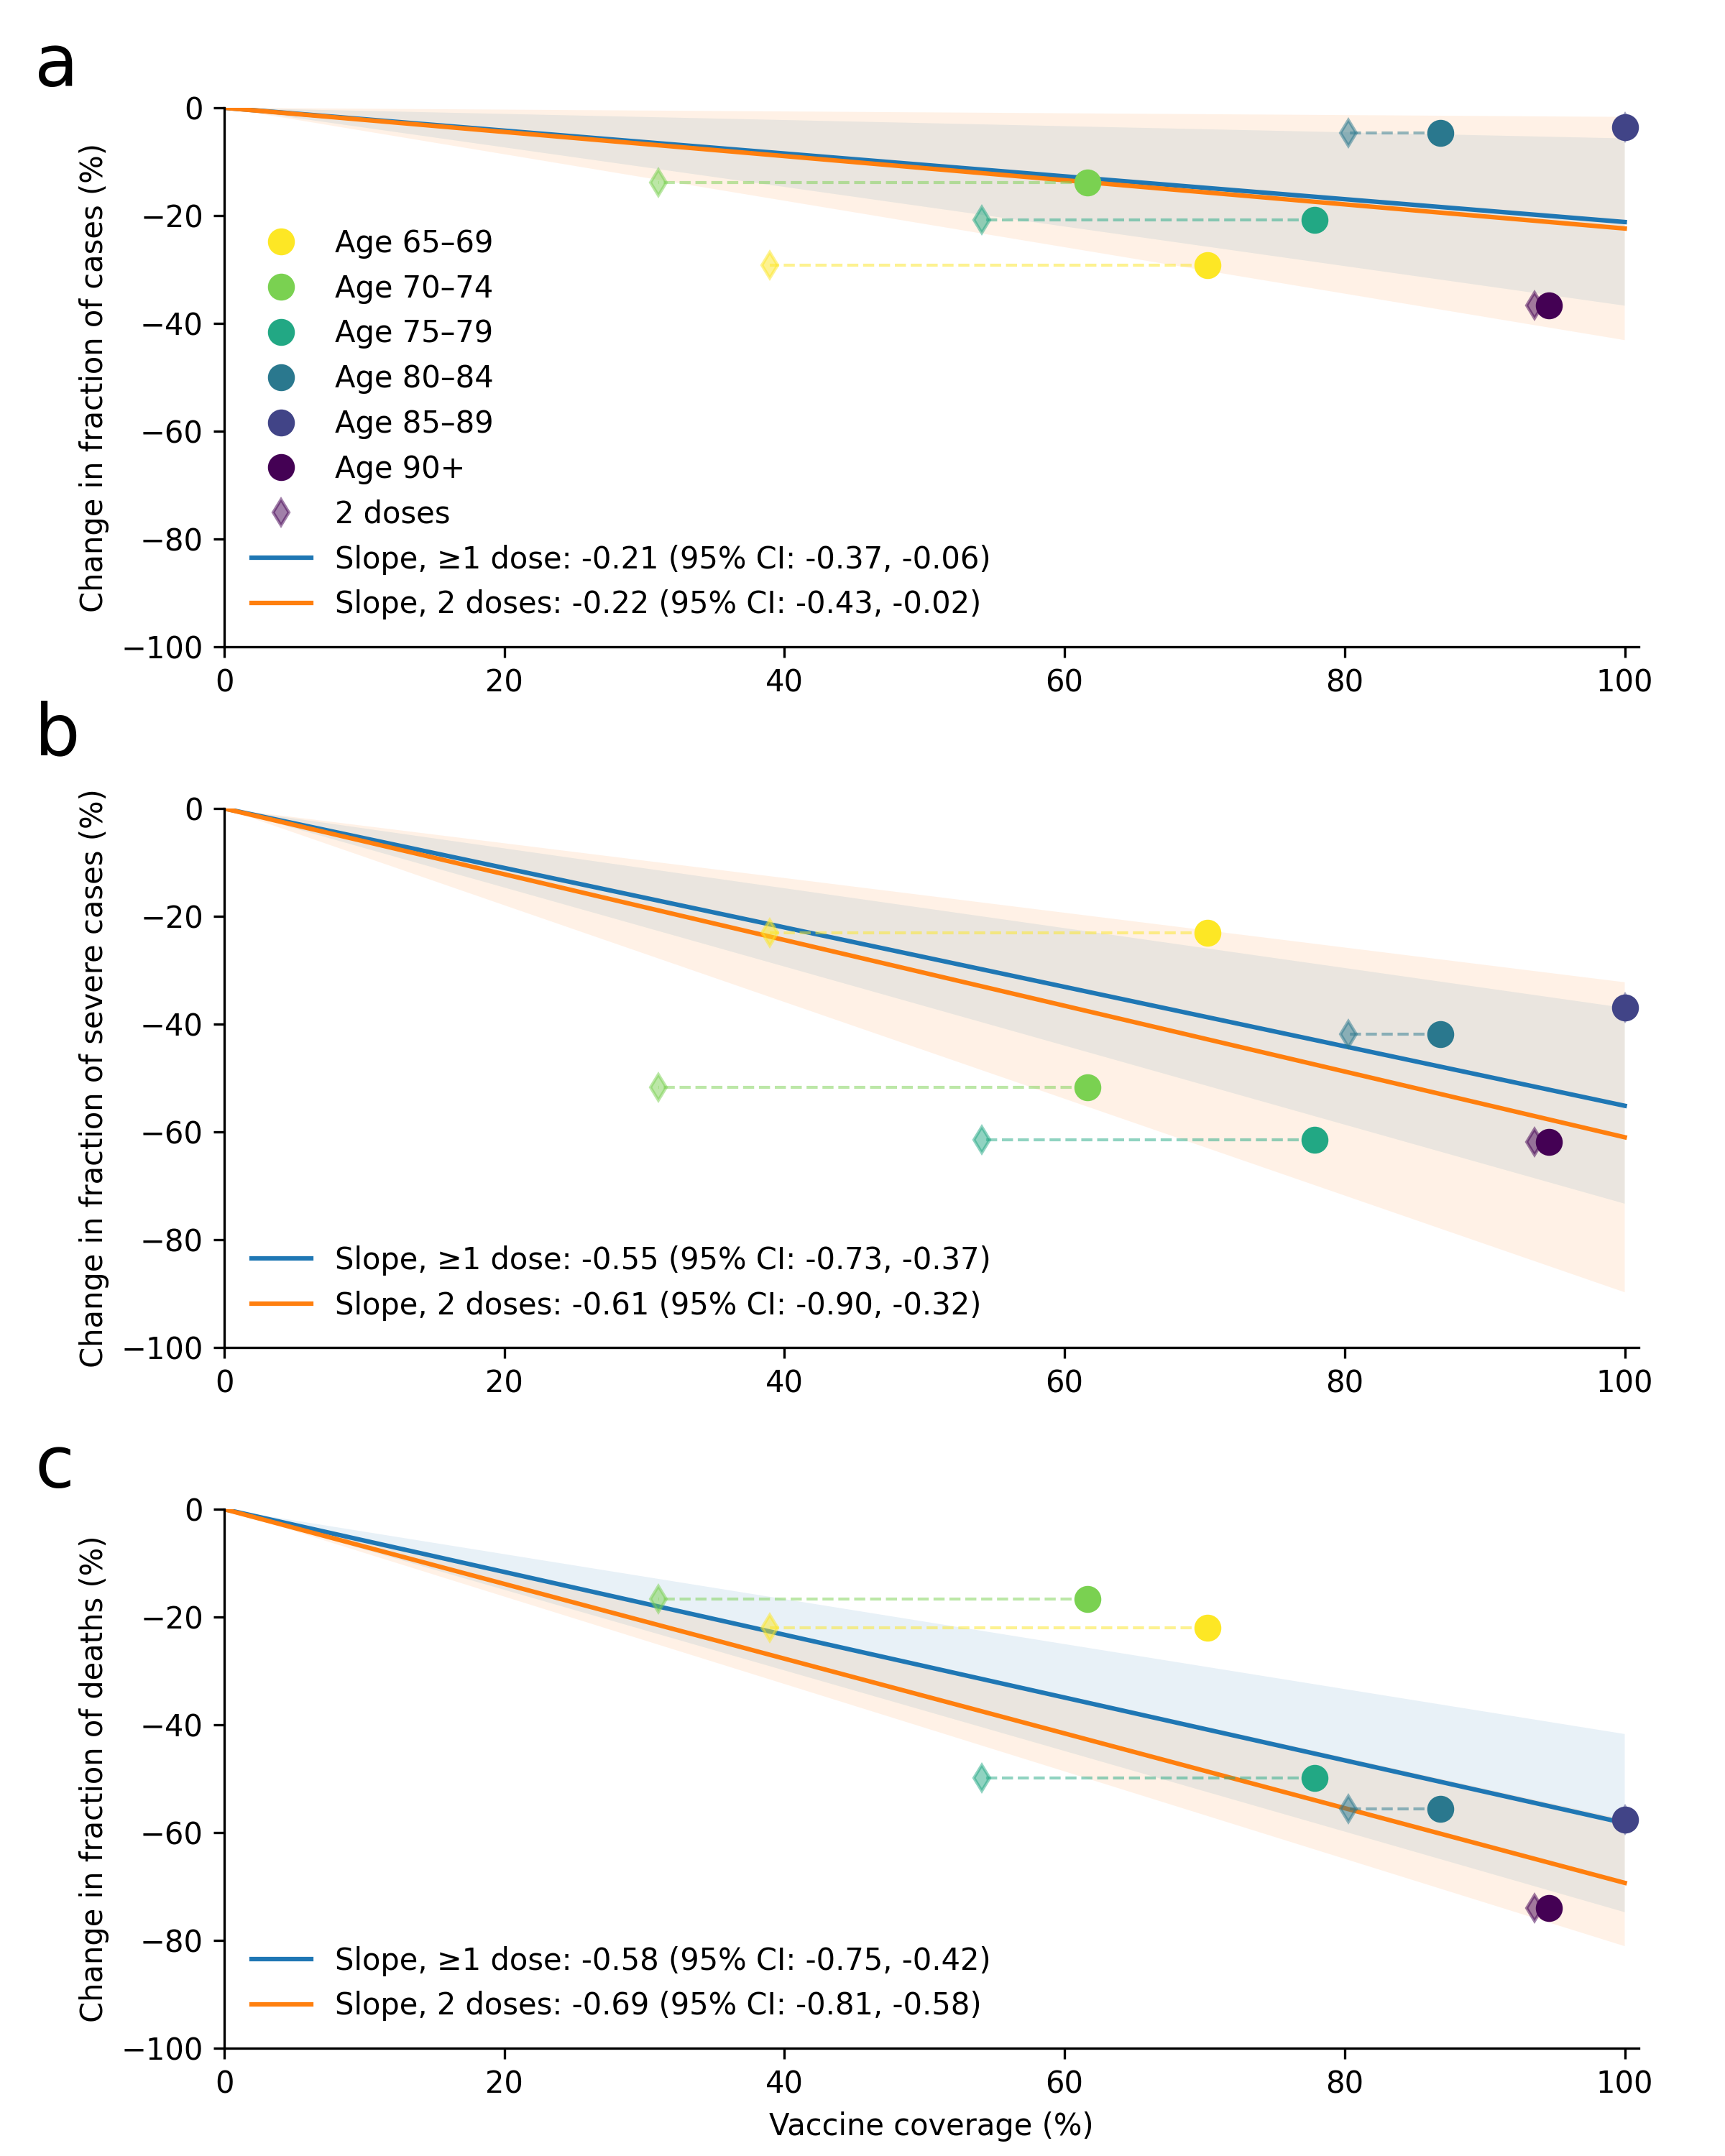 a
Change in fraction of cases (%)
0
−20
−40
−60
−80
−100
Age 65–69
Age 70–74
Age 75–79
Age 80–84
Age 85–89
Age 90+
2 doses
Slope, ≥1 dose: -0.21 (95% CI: -0.37, -0.06)
Slope, 2 doses: -0.22 (95% CI: -0.43, -0.02)
0 20 40 60 80 100
b
Change in fraction of severe cases (%)
0
−20
−40
−60
−80
−100
Slope, ≥1 dose: -0.55 (95% CI: -0.73, -0.37)
Slope, 2 doses: -0.61 (95% CI: -0.90, -0.32)
0 20 40 60 80 100
c
Change in fraction of deaths (%)
0
−20
−40
−60
−80
−100
Slope, ≥1 dose: -0.58 (95% CI: -0.75, -0.42)
Slope, 2 doses: -0.69 (95% CI: -0.81, -0.58)
0 20 40 60 80 100
Vaccine coverage (%)